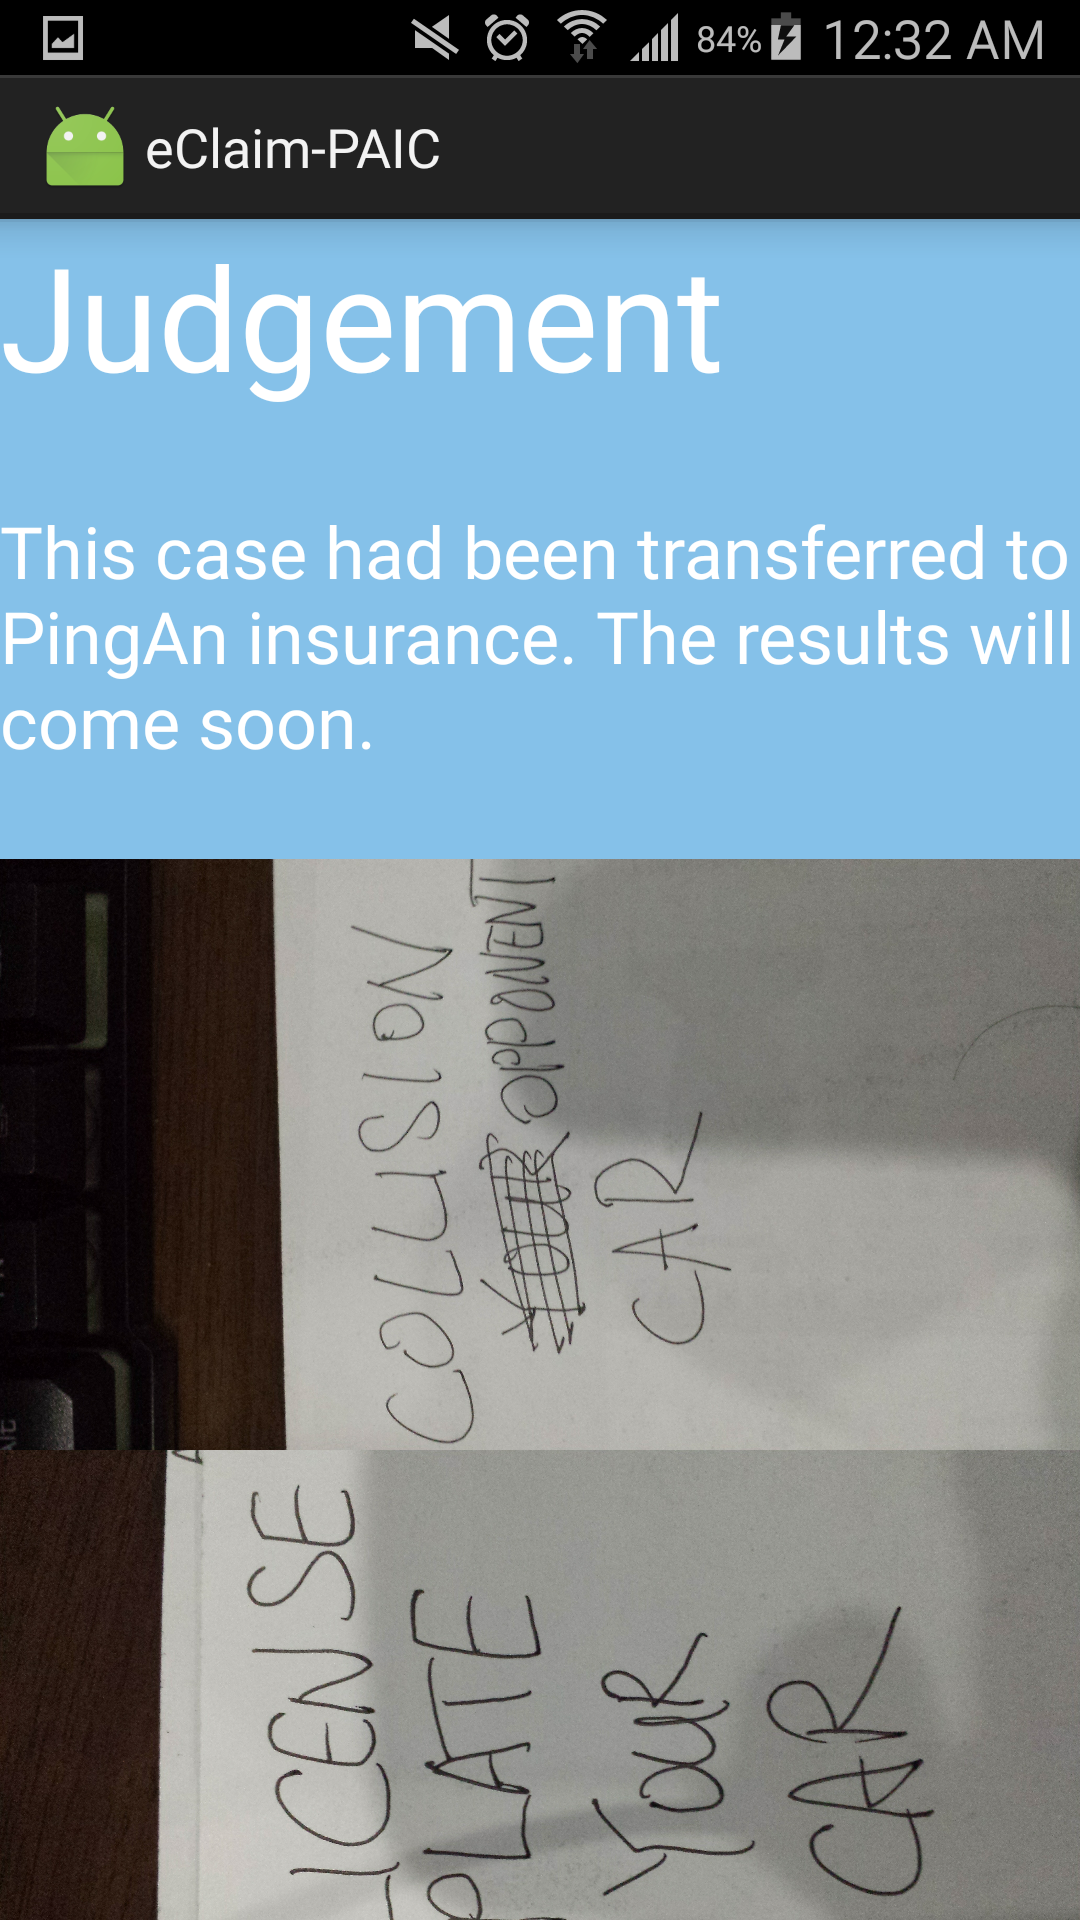 84% 12:32 AM
eClaim-PAIC
Judgement
This case had been transferred to
PingAn insurance. The results will
come soon.
COLLISION
OPPONENT
CAR
LICENSE
PLATE
YOUR
CAR